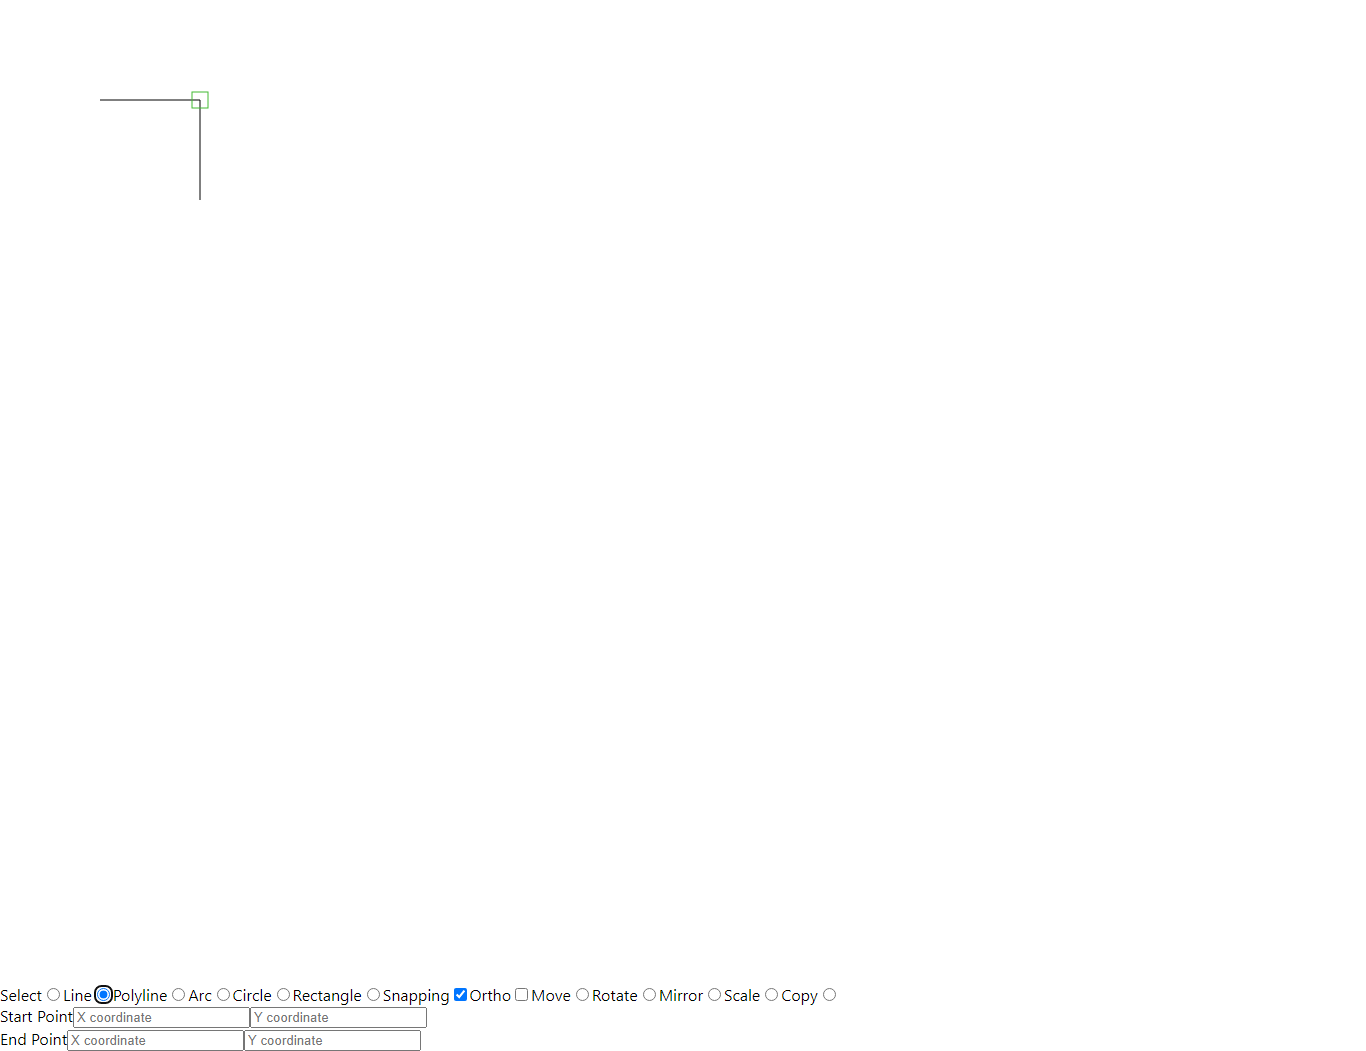 Select Line Polyline Arc Circle Rectangle Snapping Ortho Move Rotate Mirror Scale Copy
Start Point X coordinate Y coordinate
End Point X coordinate Y coordinate